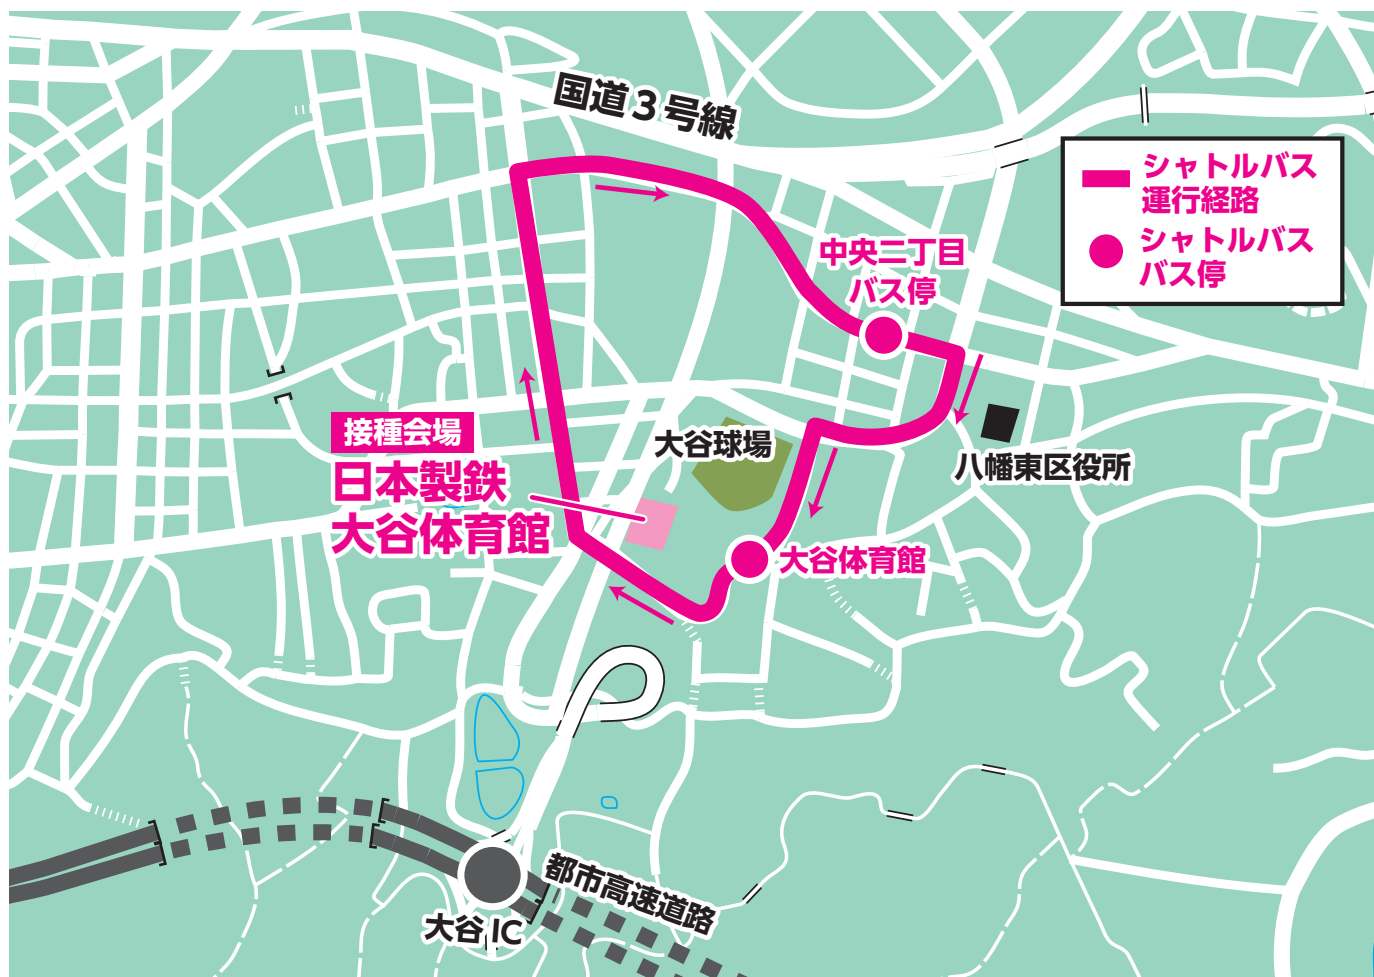 国道3号線
シャトルバス
運行経路
シャトルバス
バス停
中央二丁目
バス停
接種会場
日本製鉄
大谷体育館
大谷球場
八幡東区役所
大谷体育館
都市高速道路
大谷IC